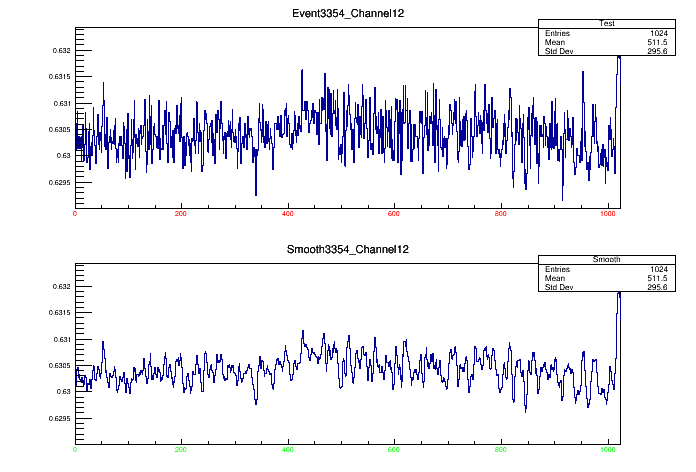 Event3354_Channel12
Test
Entries 1024
Mean 511.5
Std Dev 295.6
0.632
0.6315
0.631
0.6305
0.63
0.6295
0 200 400 600 800 1000
Smooth3354_Channel12
Smooth
Entries 1024
Mean 511.5
Std Dev 295.6
0.632
0.6315
0.631
0.6305
0.63
0.6295
0 200 400 600 800 1000